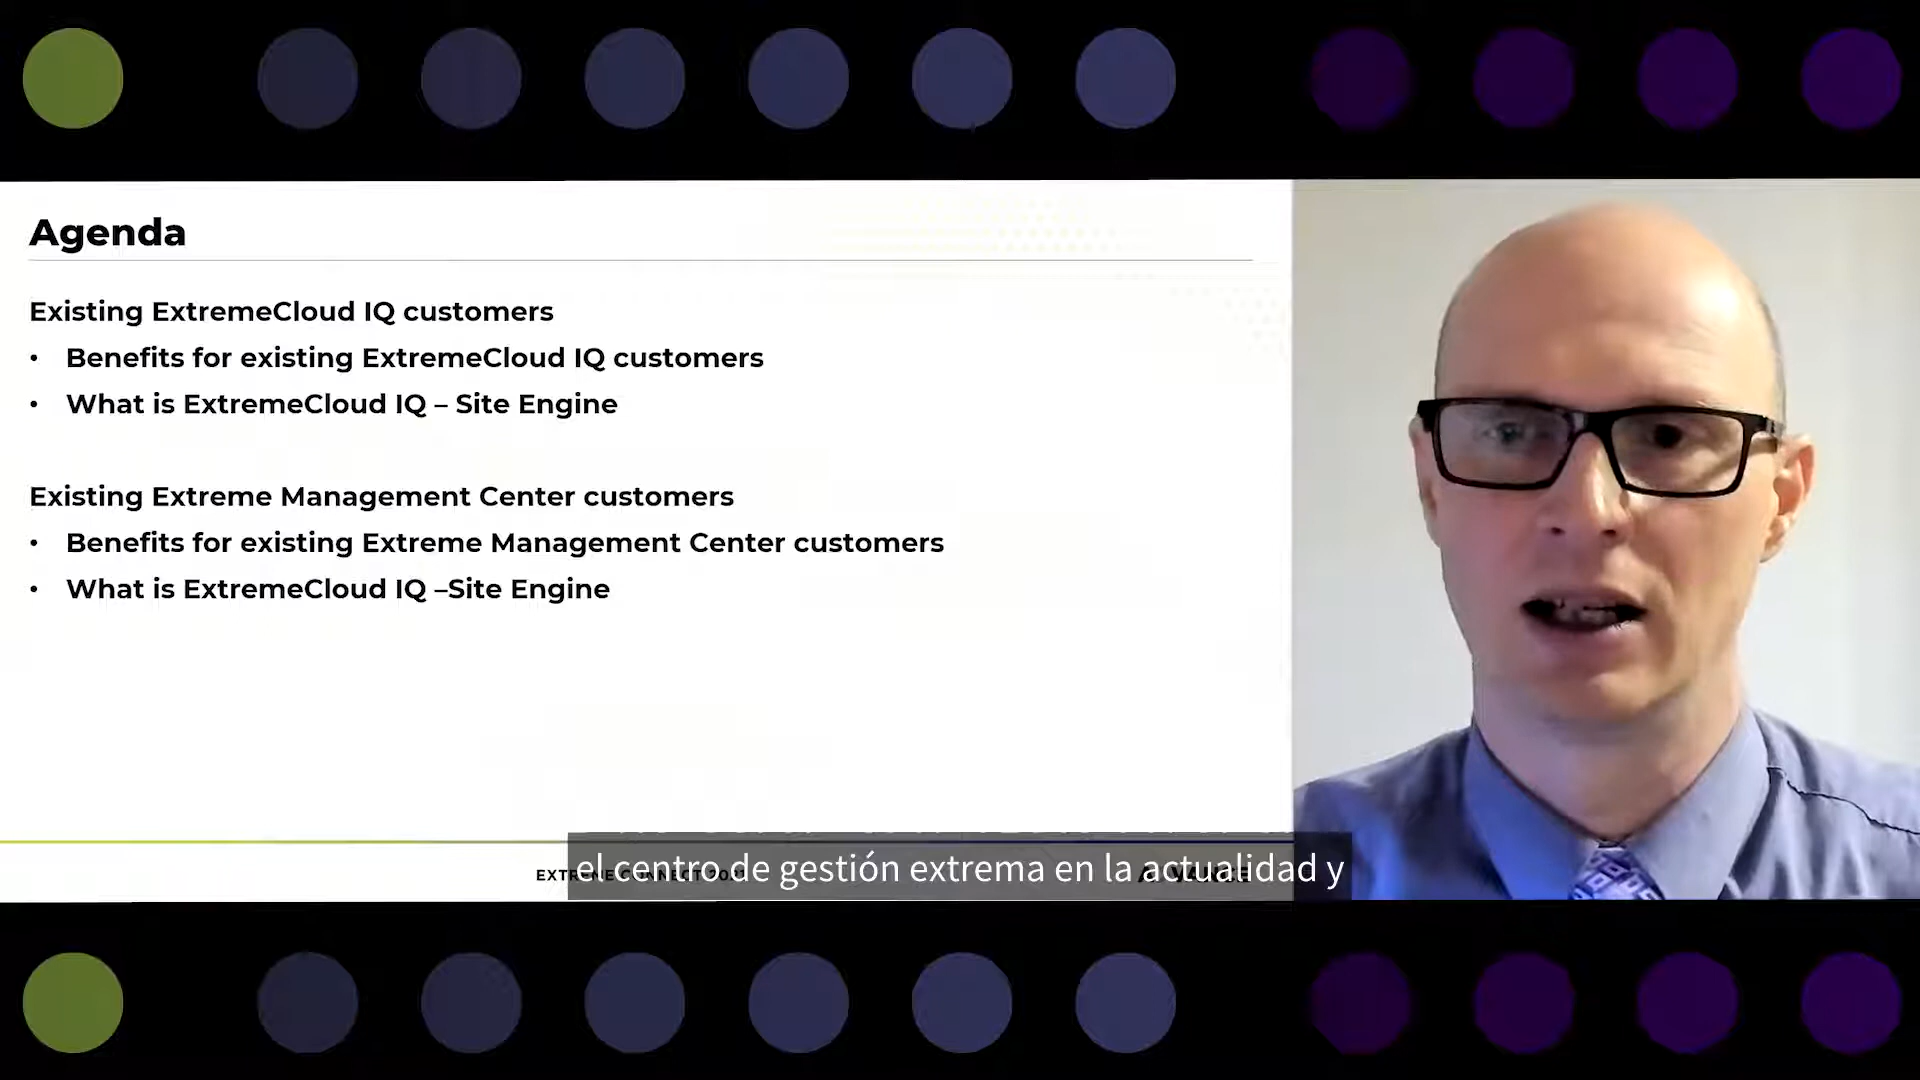 Agenda
Existing ExtremeCloud IQ customers
• Benefits for existing ExtremeCloud IQ customers
• What is ExtremeCloud IQ – Site Engine
Existing Extreme Management Center customers
• Benefits for existing Extreme Management Center customers
• What is ExtremeCloud IQ –Site Engine
el centro de gestión extrema en la actualidad y